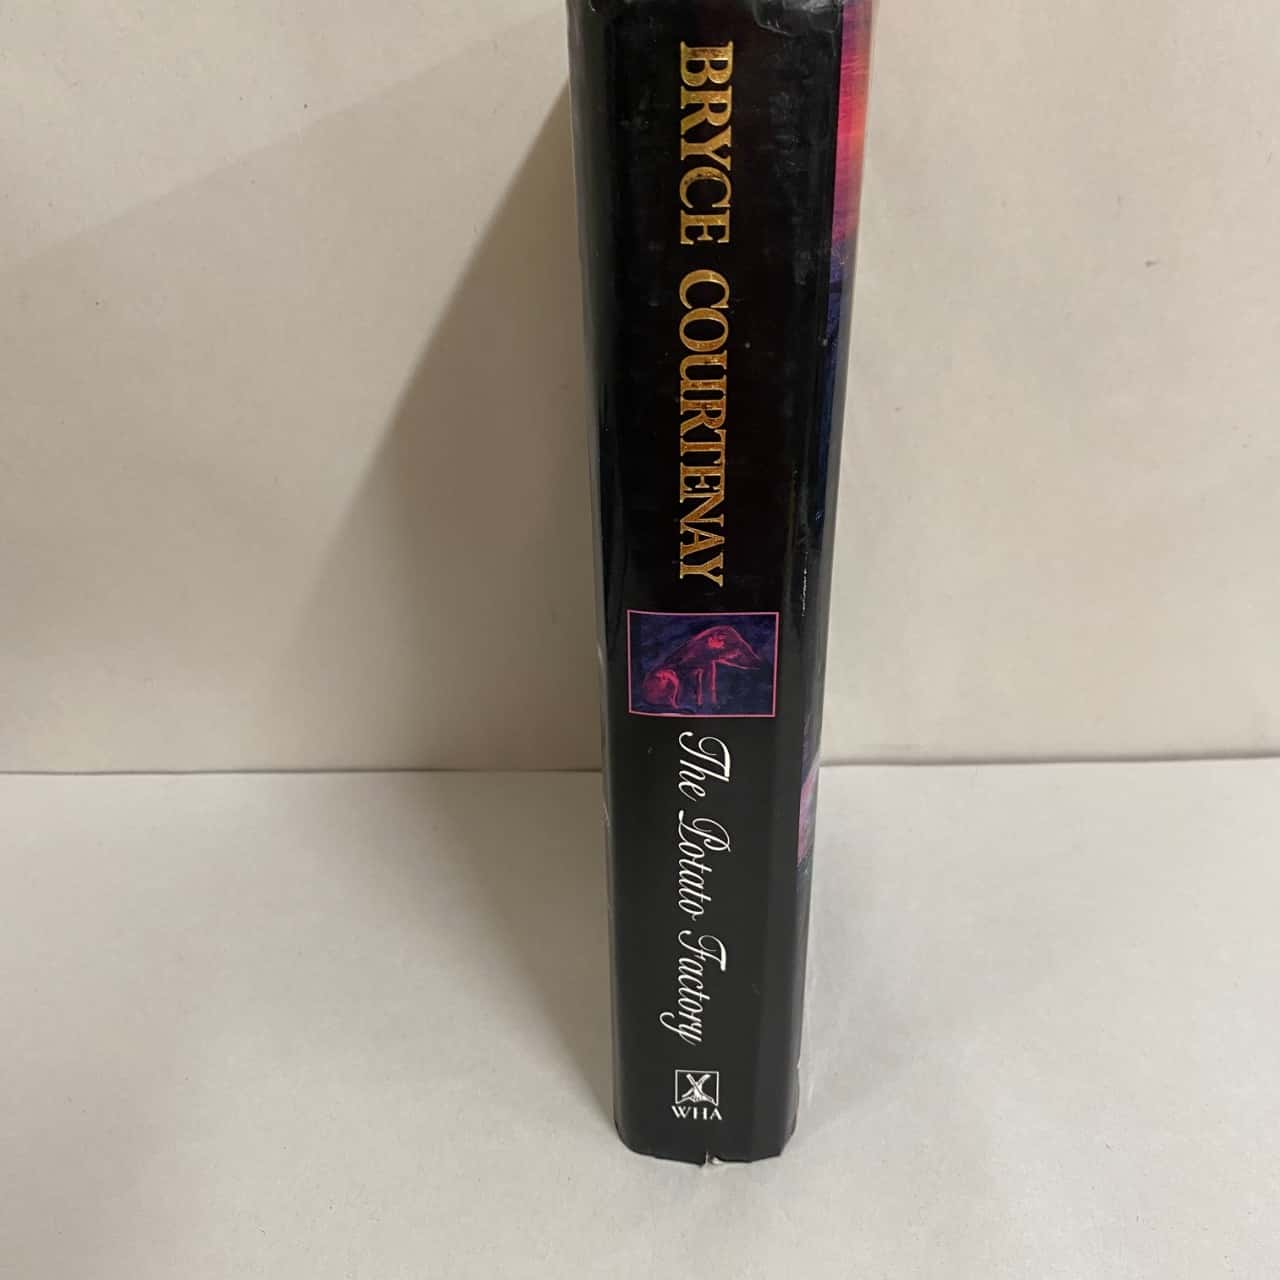 BRYCE COURTENAY
The Potato Factory
WHA